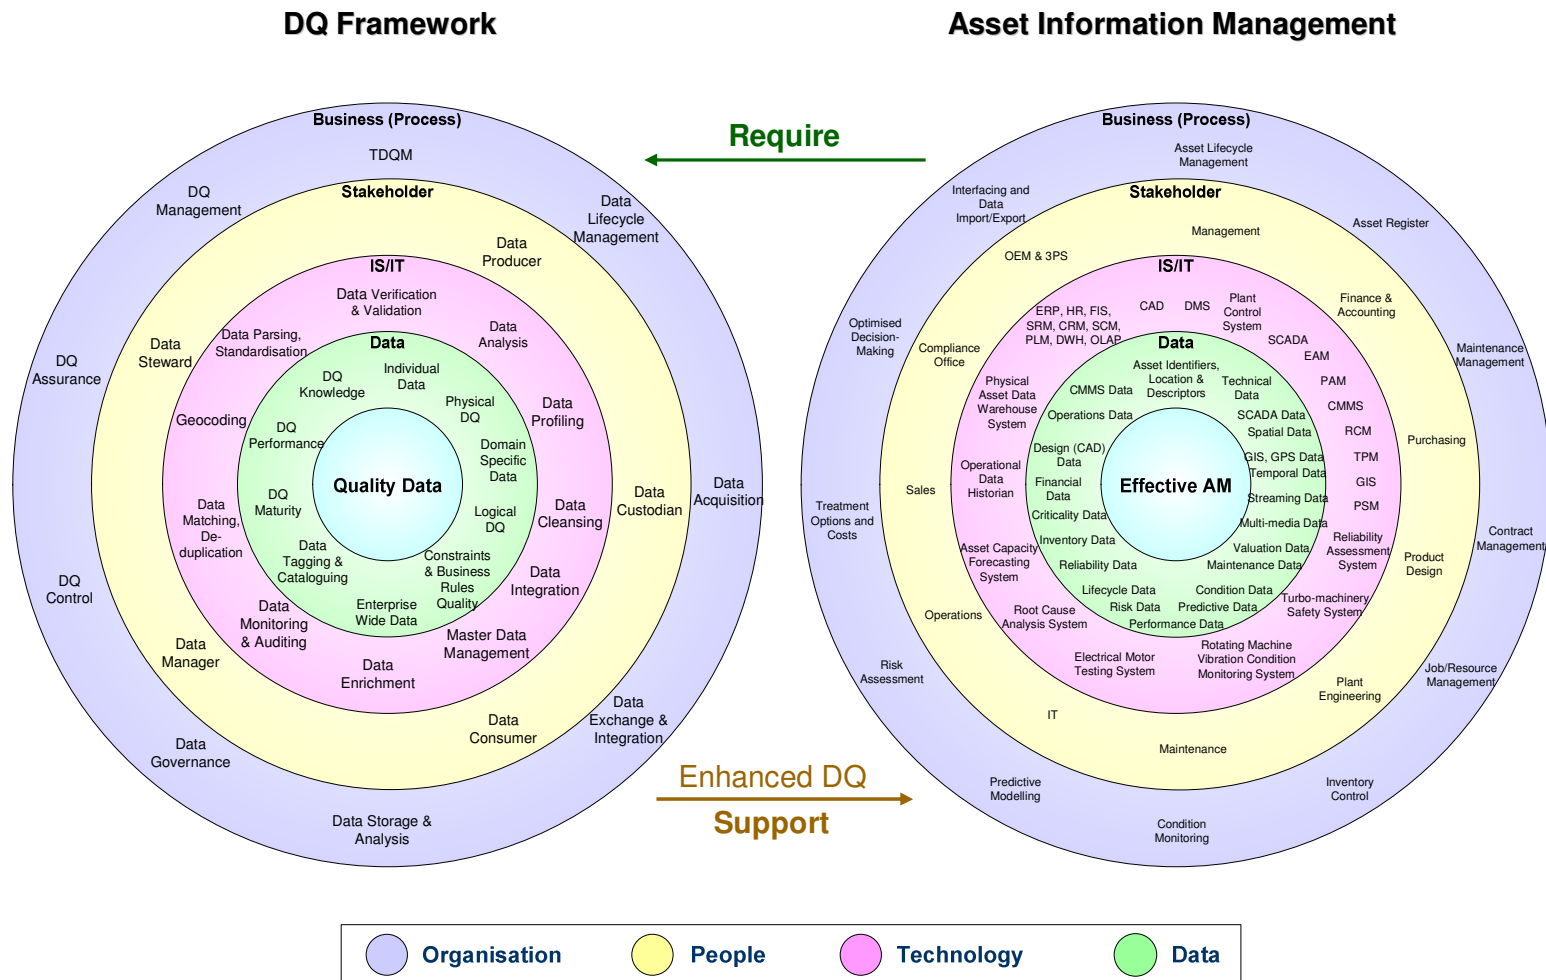 DQ Framework
Asset Information Management
Business (Process)
TDQM
DQ
Management
Data
Lifecycle
Management
DQ
Assurance
Data
Acquisition
DQ
Control
Data
Governance
Data
Exchange &
Integration
Data Storage &
Analysis
Stakeholder
Data
Producer
Data
Steward
Data
Custodian
Data
Manager
Data
Consumer
IS/IT
Data Verification
& Validation
Data Parsing,
Standardisation
Data
Analysis
Geocoding
Data
Profiling
Data
Matching,
De-
duplication
Data
Cleansing
Data
Integration
Data
Monitoring
& Auditing
Master Data
Management
Data
Enrichment
Data
DQ
Knowledge
Individual
Data
Physical
DQ
DQ
Performance
Domain
Specific
Data
DQ
Maturity
Logical
DQ
Data
Tagging &
Cataloguing
Constraints
& Business
Rules
Quality
Enterprise
Wide Data
Quality Data
Require
Enhanced DQ
Support
Business (Process)
Asset Lifecycle
Management
Interfacing and
Data
Import/Export
Asset Register
Optimised
Decision-
Making
Maintenance
Management
Treatment
Options and
Costs
Contract
Management
Risk
Assessment
Job/Resource
Management
Predictive
Modelling
Inventory
Control
Condition
Monitoring
Stakeholder
Management
OEM & 3PS
Finance &
Accounting
Compliance
Office
Purchasing
Sales
Product
Design
Operations
Plant
Engineering
IT
Maintenance
IS/IT
ERP, HR, FIS,
SRM, CRM, SCM,
PLM, DWH, OLAP
CAD
DMS
Plant
Control
System
SCADA
EAM
PAM
CMMS
RCM
TPM
GIS
PSM
Physical
Asset Data
Warehouse
System
Operational
Data
Historian
Asset Capacity
Forecasting
System
Reliability
Assessment
System
Root Cause
Analysis System
Turbo-machinery
Safety System
Electrical Motor
Testing System
Rotating Machine
Vibration Condition
Monitoring System
Data
Asset Identifiers,
Location &
Descriptors
CMMS Data
Technical
Data
Operations Data
SCADA Data
Spatial Data
Design (CAD)
Data
GIS, GPS Data
Temporal Data
Financial
Data
Streaming Data
Criticality Data
Multi-media Data
Inventory Data
Valuation Data
Reliability Data
Maintenance Data
Lifecycle Data
Condition Data
Risk Data
Predictive Data
Performance Data
Effective AM
Organisation
People
Technology
Data